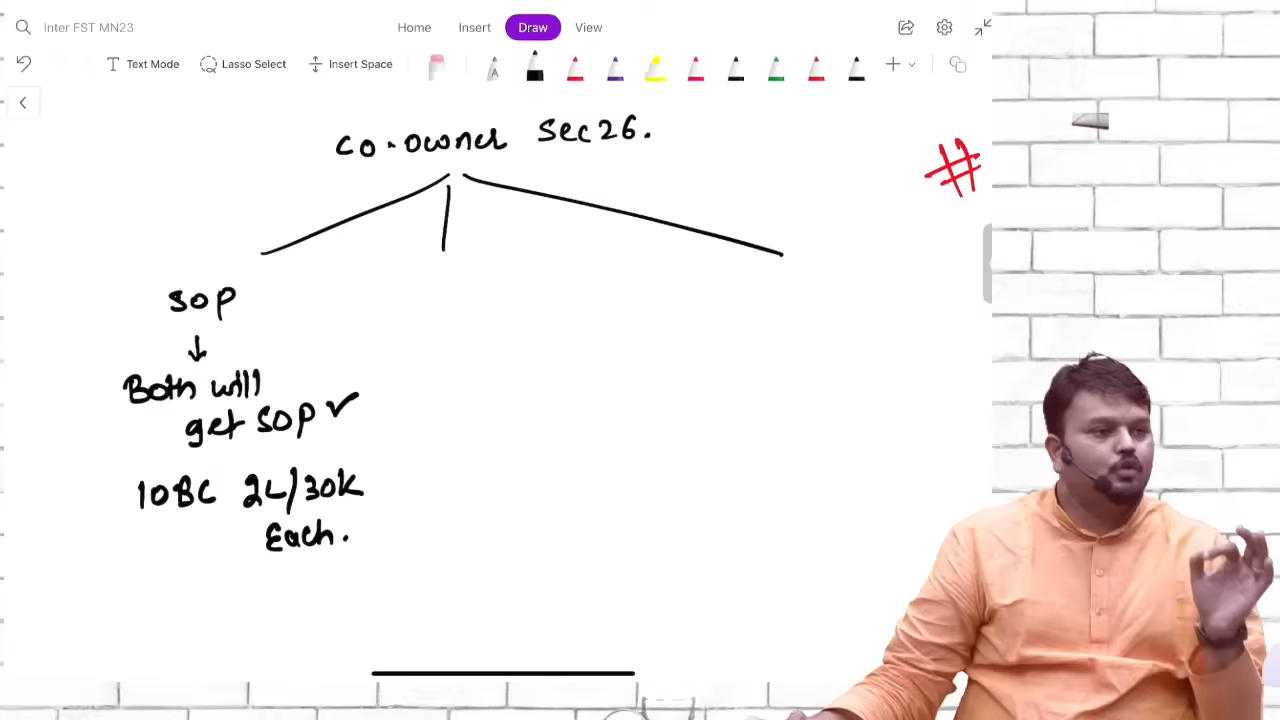 Inter FST MN23
Home Insert Draw View
Text Mode Lasso Select Insert Space
Co-owner Sec 26.
SOP
Both will
get SOP ✓
IOBC 2L/30K
Each.
#